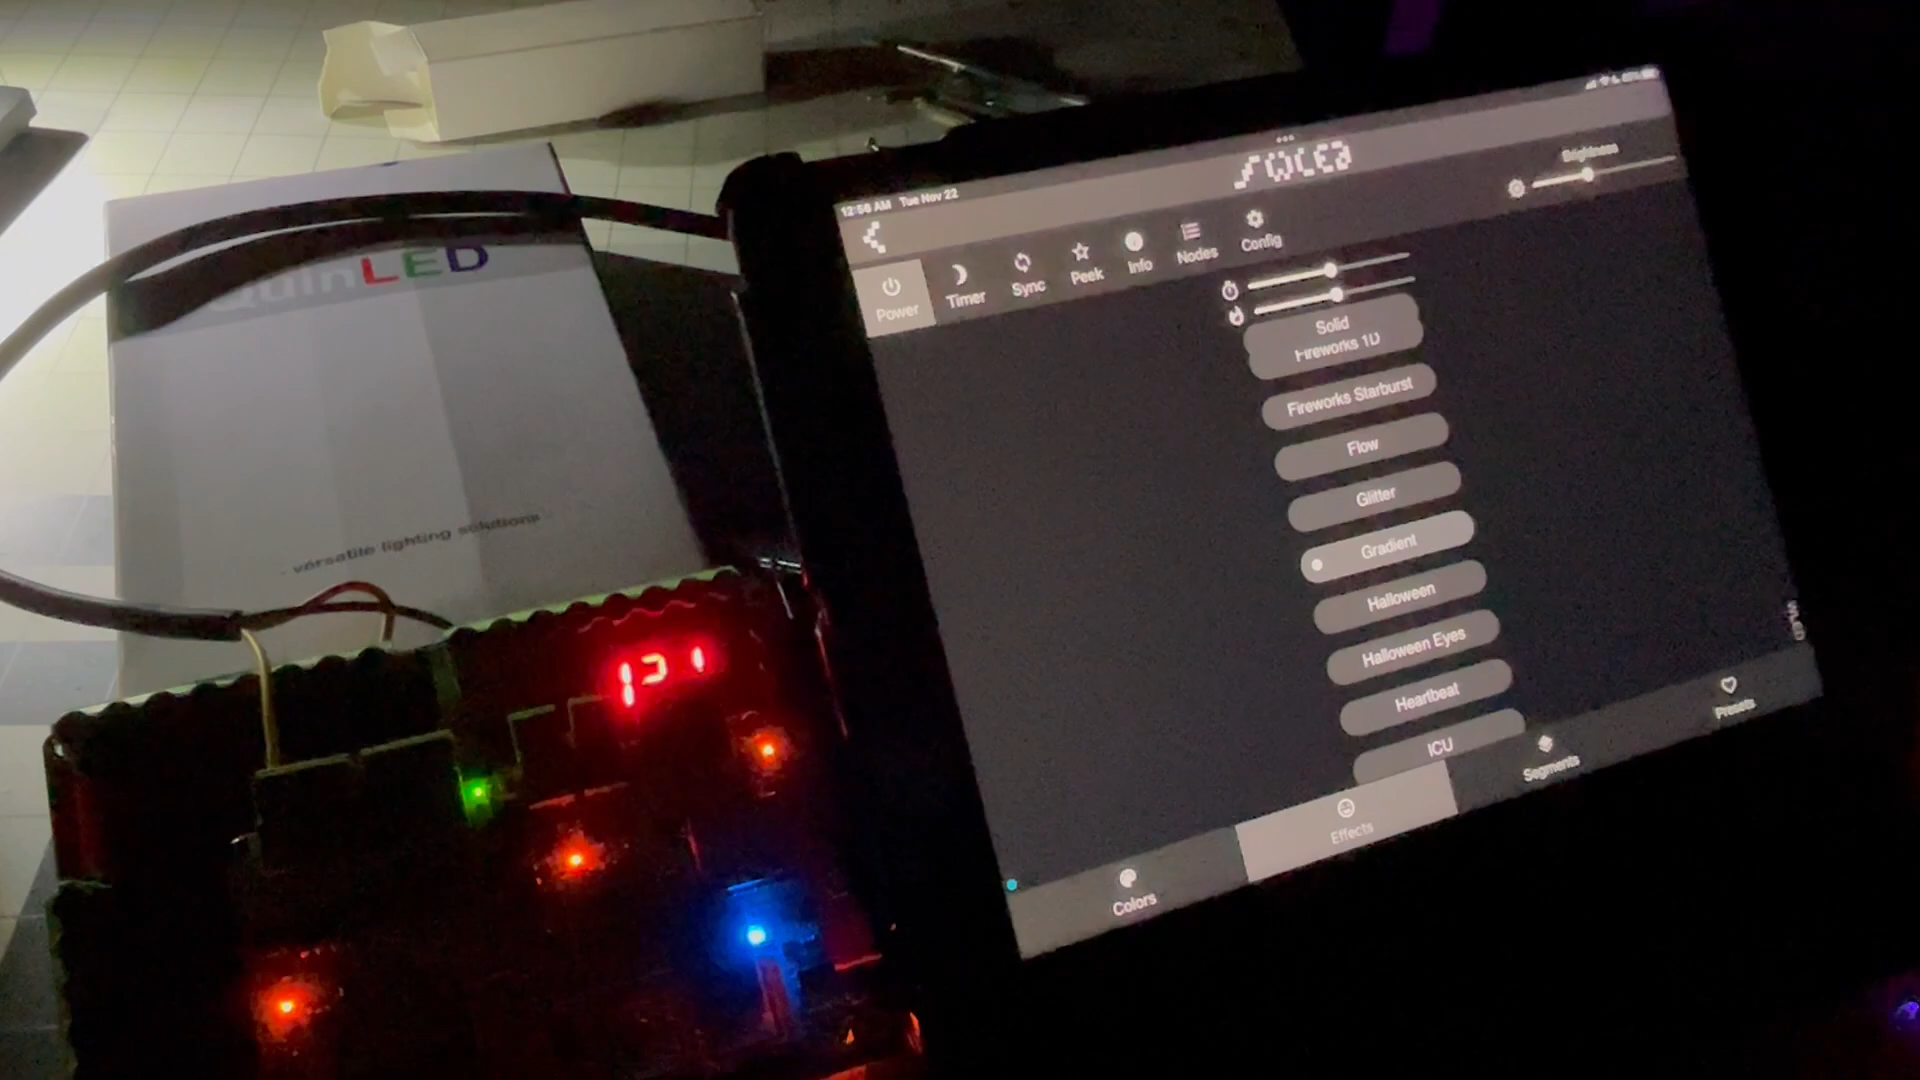 12:56 AM Tue Nov 22
WLED
Brightness
Power
Timer
Sync
Peek
Info
Nodes
Config
Solid
Fireworks 1D
Fireworks Starburst
Flow
Glitter
Gradient
Halloween
Halloween Eyes
Heartbeat
ICU
Colors
Effects
Segments
Presets
WLED
QuinLED
versatile lighting solutions